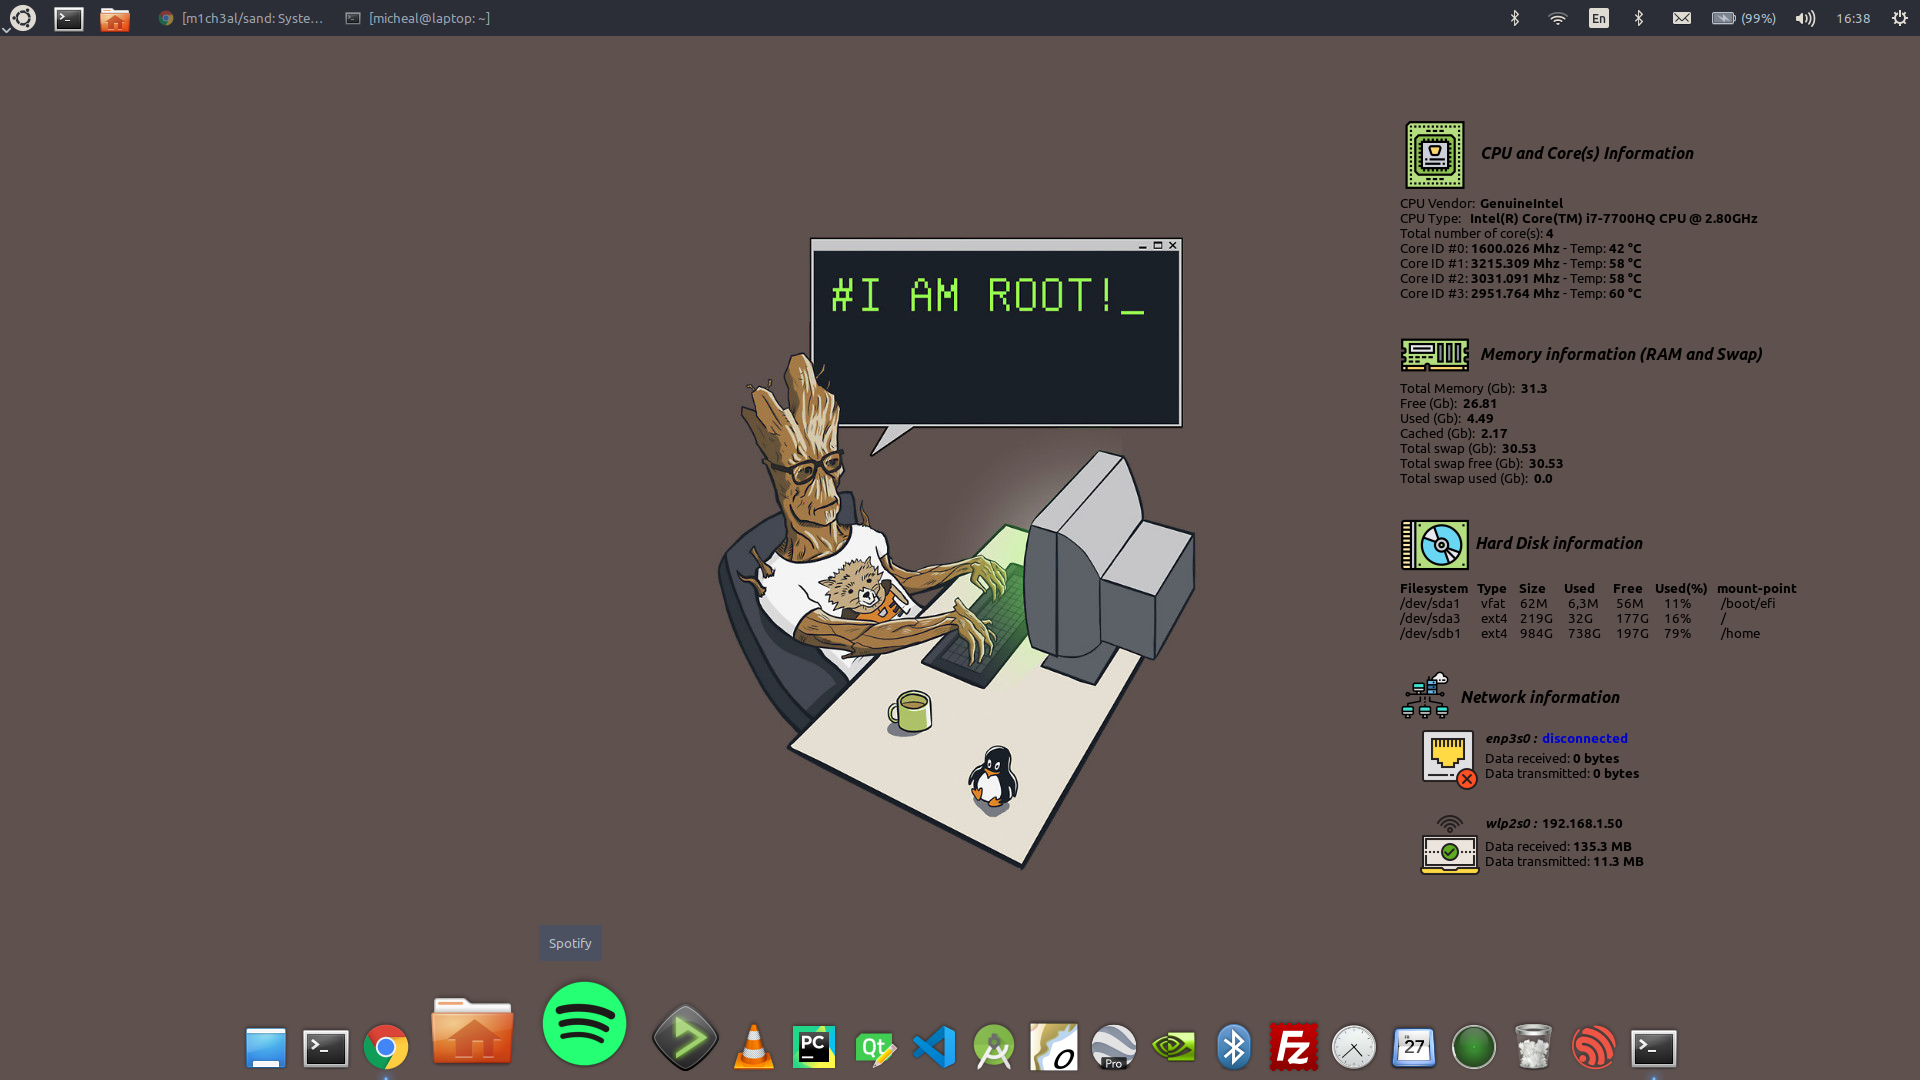 [m1ch3al/sand: Syste...
[micheal@laptop: ~]
En
(99%)
16:38
#I AM ROOT!_
CPU and Core(s) Information
CPU Vendor: GenuineIntel
CPU Type: Intel(R) Core(TM) i7-7700HQ CPU @ 2.80GHz
Total number of core(s): 4
Core ID #0: 1600.026 Mhz - Temp: 42 °C
Core ID #1: 3215.309 Mhz - Temp: 58 °C
Core ID #2: 3031.091 Mhz - Temp: 58 °C
Core ID #3: 2951.764 Mhz - Temp: 60 °C
Memory information (RAM and Swap)
Total Memory (Gb): 31.3
Free (Gb): 26.81
Used (Gb): 4.49
Cached (Gb): 2.17
Total swap (Gb): 30.53
Total swap free (Gb): 30.53
Total swap used (Gb): 0.0
Hard Disk information
Filesystem Type Size Used Free Used(%) mount-point
/dev/sda1 vfat 62M 6,3M 56M 11% /boot/efi
/dev/sda3 ext4 219G 32G 177G 16% /
/dev/sdb1 ext4 984G 738G 197G 79% /home
Network information
enp3s0 : disconnected
Data received: 0 bytes
Data transmitted: 0 bytes
wlp2s0 : 192.168.1.50
Data received: 135.3 MB
Data transmitted: 11.3 MB
Spotify
PC
Qt
O
Pro
Fz
27